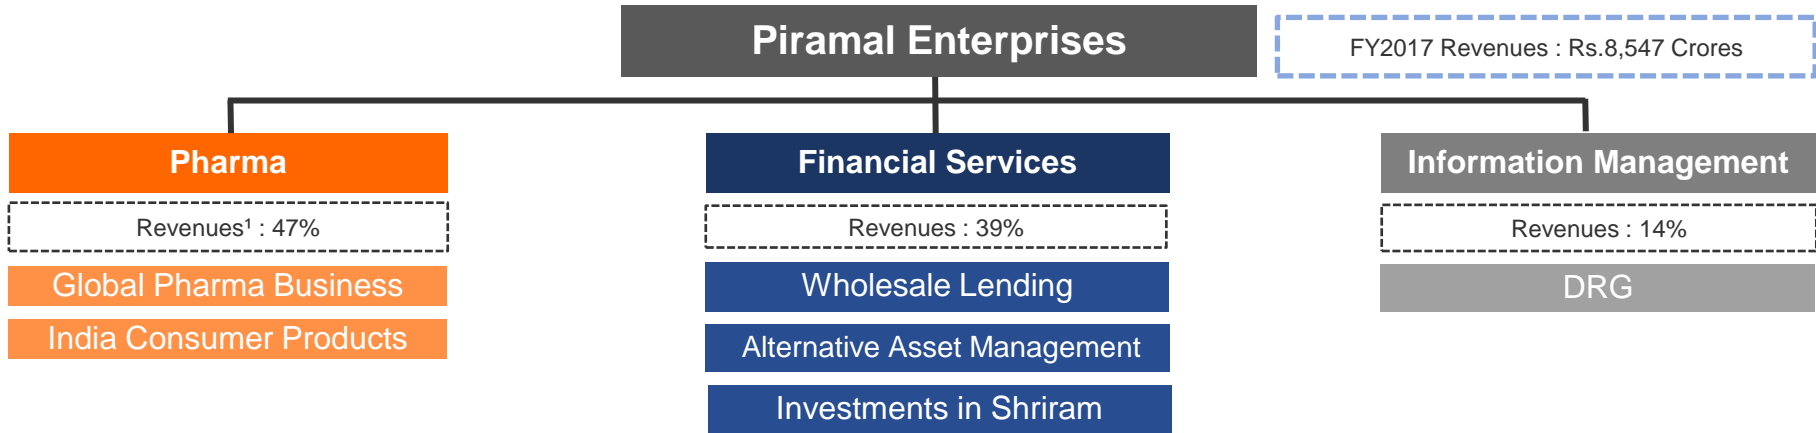 Piramal Enterprises
FY2017 Revenues : Rs.8,547 Crores
Pharma
Revenues¹ : 47%
Global Pharma Business
India Consumer Products
Financial Services
Revenues : 39%
Wholesale Lending
Alternative Asset Management
Investments in Shriram
Information Management
Revenues : 14%
DRG